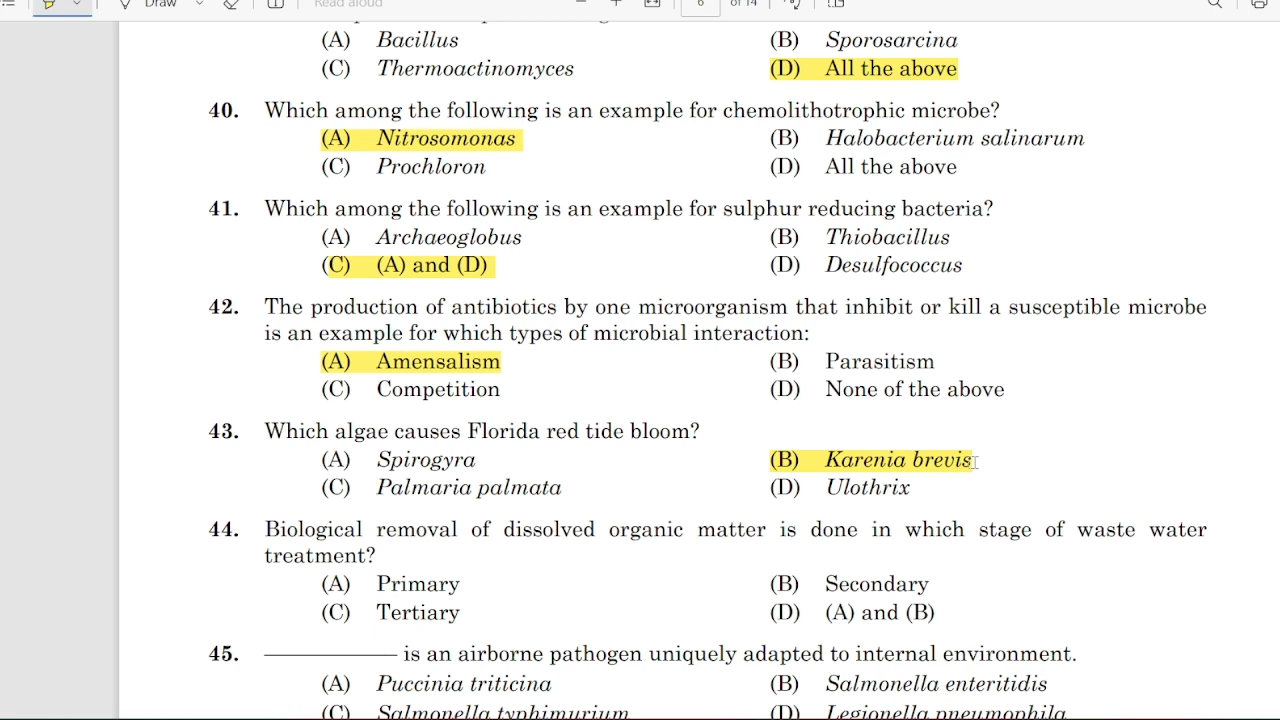 Draw
Read aloud
6 of 14
(A) Bacillus (B) Sporosarcina
(C) Thermoactinomyces (D) All the above
40. Which among the following is an example for chemolithotrophic microbe?
(A) Nitrosomonas (B) Halobacterium salinarum
(C) Prochloron (D) All the above
41. Which among the following is an example for sulphur reducing bacteria?
(A) Archaeoglobus (B) Thiobacillus
(C) (A) and (D) (D) Desulfococcus
42. The production of antibiotics by one microorganism that inhibit or kill a susceptible microbe
is an example for which types of microbial interaction:
(A) Amensalism (B) Parasitism
(C) Competition (D) None of the above
43. Which algae causes Florida red tide bloom?
(A) Spirogyra (B) Karenia brevis
(C) Palmaria palmata (D) Ulothrix
44. Biological removal of dissolved organic matter is done in which stage of waste water
treatment?
(A) Primary (B) Secondary
(C) Tertiary (D) (A) and (B)
45. ____________ is an airborne pathogen uniquely adapted to internal environment.
(A) Puccinia triticina (B) Salmonella enteritidis
(C) Salmonella typhimurium (D) Legionella pneumophila